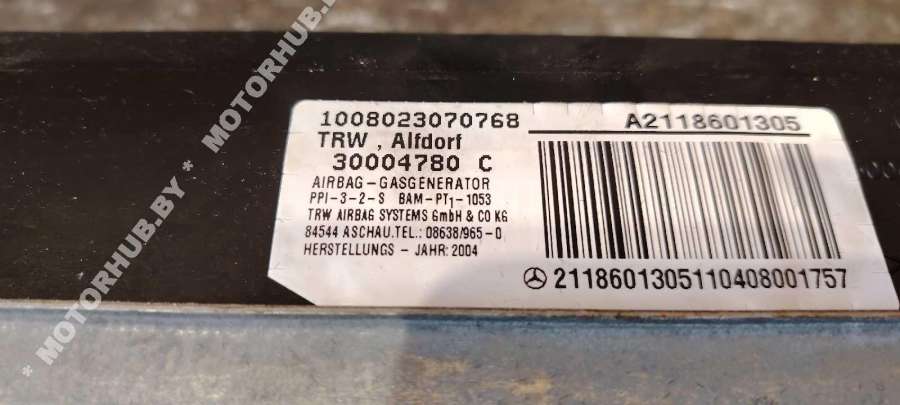 1008023070768
A2118601305
TRW , Alfdorf
30004780 C
AIRBAG-GASGENERATOR
PPI-3-2-S BAM-PT1-1053
TRW AIRBAG SYSTEMS GmbH & CO KG
84544 ASCHAU.TEL.: 08638/965-0
HERSTELLUNGS - JAHR: 2004
2118601305110408001757
* MOTORHUB.BY * MOTORHUB.BY